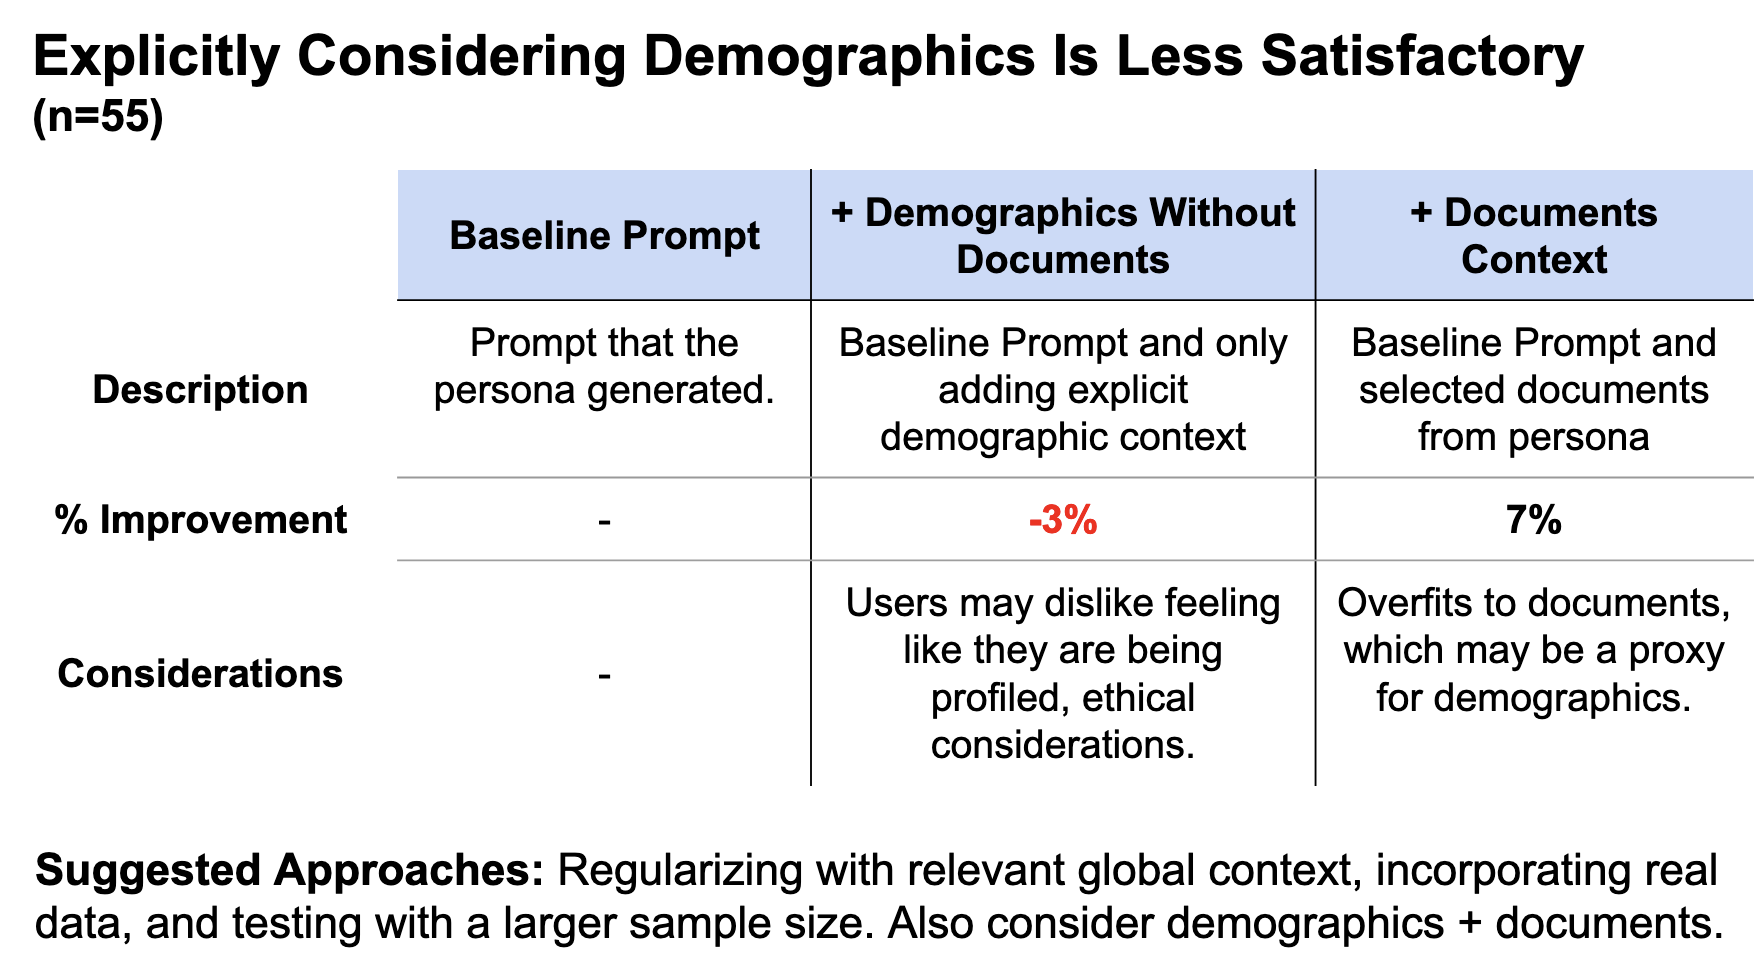 Explicitly Considering Demographics Is Less Satisfactory
(n=55)
Baseline Prompt
+ Demographics Without
Documents
+ Documents
Context
Description
Prompt that the
persona generated.
Baseline Prompt and only
adding explicit
demographic context
Baseline Prompt and
selected documents
from persona
% Improvement
-
-3%
7%
Considerations
-
Users may dislike feeling
like they are being
profiled, ethical
considerations.
Overfits to documents,
which may be a proxy
for demographics.
Suggested Approaches: Regularizing with relevant global context, incorporating real
data, and testing with a larger sample size. Also consider demographics + documents.